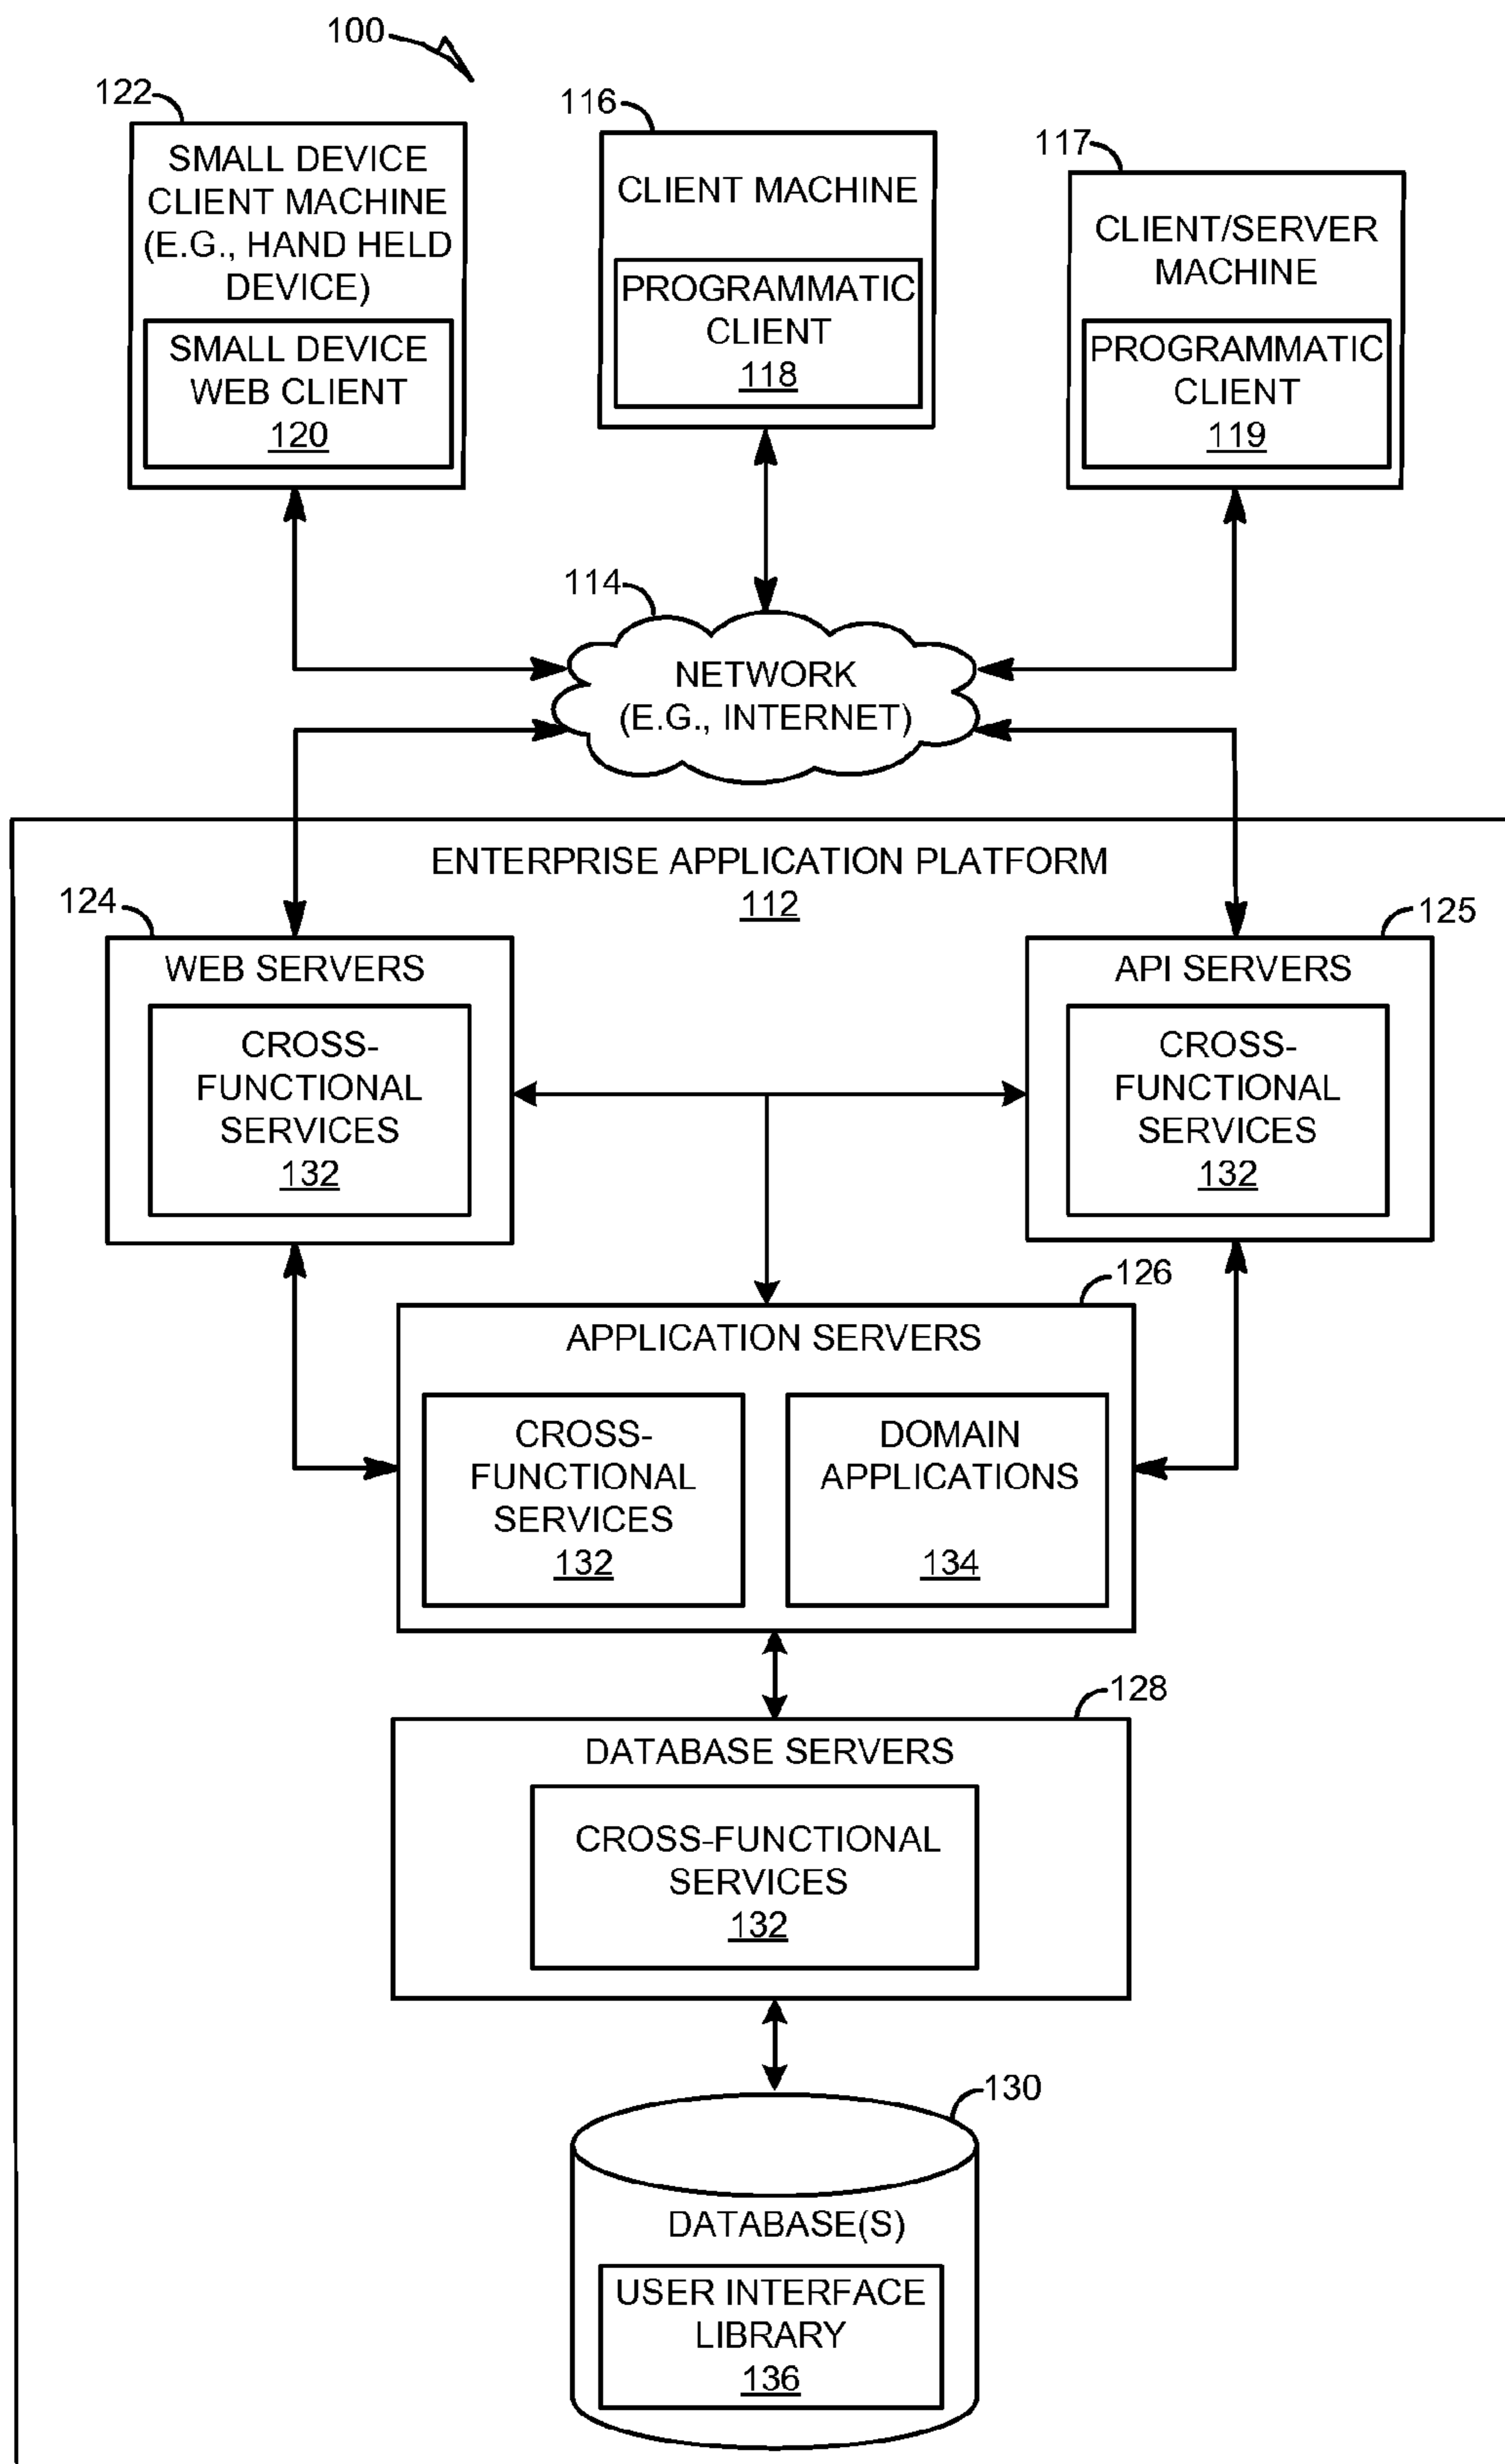 100
122
SMALL DEVICE
CLIENT MACHINE
(E.G., HAND HELD
DEVICE)
SMALL DEVICE
WEB CLIENT
120
116
CLIENT MACHINE
PROGRAMMATIC
CLIENT
118
117
CLIENT/SERVER
MACHINE
PROGRAMMATIC
CLIENT
119
114
NETWORK
(E.G., INTERNET)
ENTERPRISE APPLICATION PLATFORM
112
124
WEB SERVERS
CROSS-
FUNCTIONAL
SERVICES
132
125
API SERVERS
CROSS-
FUNCTIONAL
SERVICES
132
126
APPLICATION SERVERS
CROSS-
FUNCTIONAL
SERVICES
132
DOMAIN
APPLICATIONS
134
128
DATABASE SERVERS
CROSS-FUNCTIONAL
SERVICES
132
130
DATABASE(S)
USER INTERFACE
LIBRARY
136